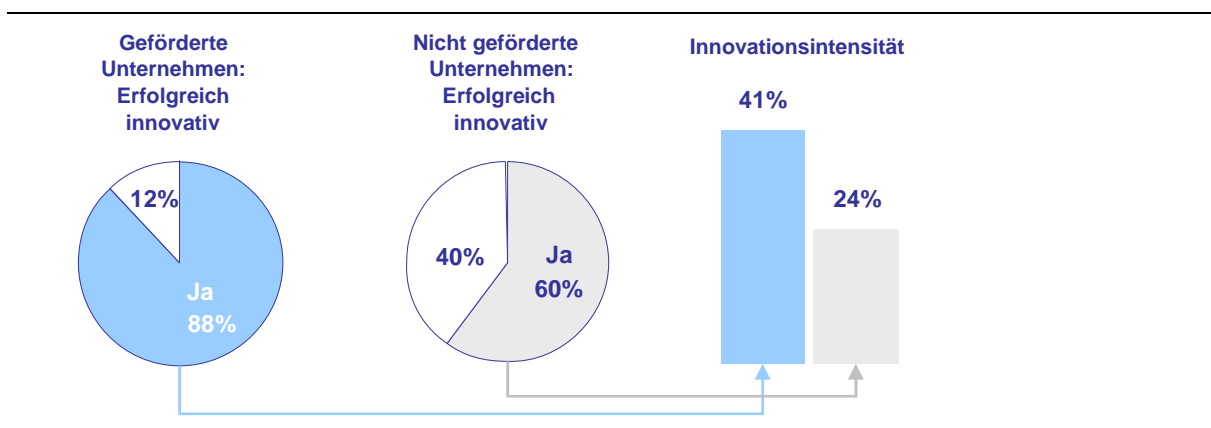 Geförderte
Unternehmen:
Erfolgreich
innovativ
12%
Ja
88%
Nicht geförderte
Unternehmen:
Erfolgreich
innovativ
40%
Ja
60%
Innovationsintensität
41%
24%